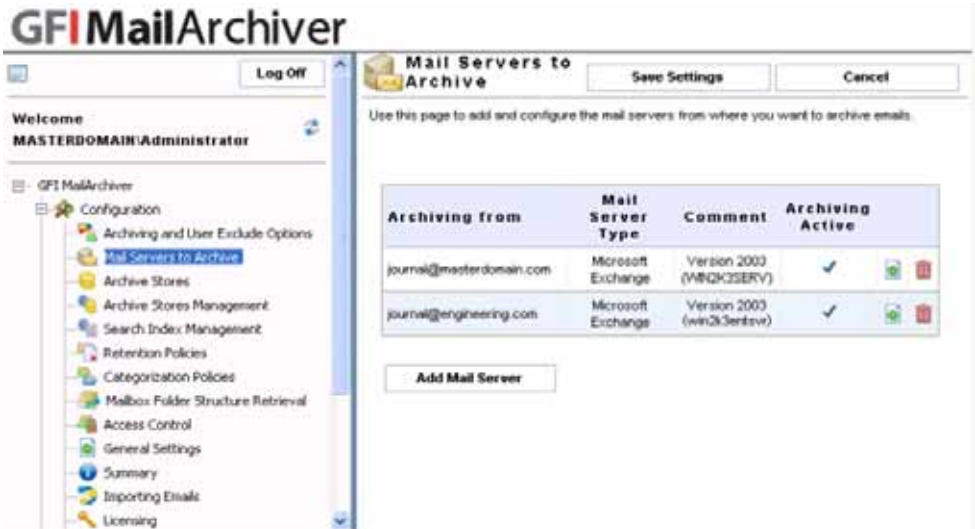 GFI MailArchiver
Log Off
Welcome
MASTERDOMAIN\Administrator
GFI MailArchiver
Configuration
Archiving and User Exclude Options
Mail Servers to Archive
Archive Stores
Archive Stores Management
Search Index Management
Retention Policies
Categorization Policies
Mailbox Folder Structure Retrieval
Access Control
General Settings
Summary
Importing Emails
Licensing
Mail Servers to
Archive
Save Settings
Cancel
Use this page to add and configure the mail servers from where you want to archive emails.
Archiving from
Mail
Server
Type
Comment
Archiving
Active
journal@masterdomain.com
Microsoft
Exchange
Version 2003
(WIN2K3SERV)
journal@engineering.com
Microsoft
Exchange
Version 2003
(win2k3entsvr)
Add Mail Server